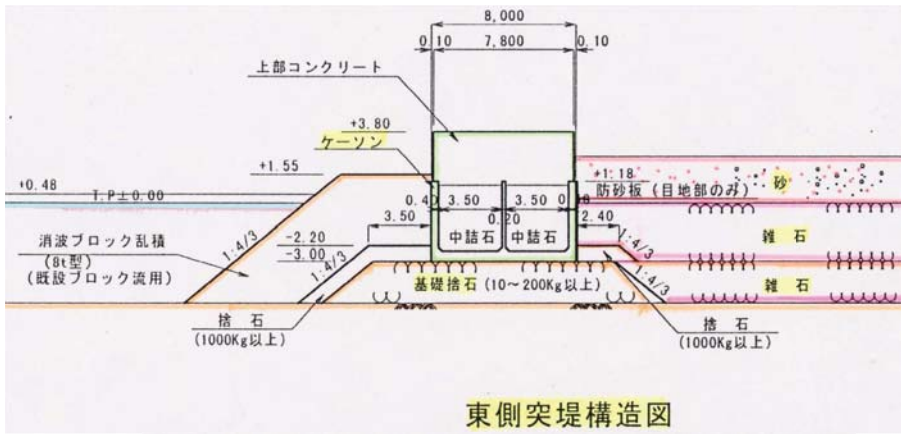 8,000
0.10 7,800 0.10
上部コンクリート
+3.80
ケーソン
+1.55
+1.18
砂
+0.48
T.P±0.00
防砂板（目地部のみ）
0.40 3.50 3.50
0.20
3.50
2.40
消波ブロック乱積
(8t型)
(既設ブロック流用)
1:4/3
-2.20
-3.00
1:4/3
中詰石
中詰石
1:4/3
雑石
基礎捨石(10～200Kg以上)
1:4/3
雑石
捨石
(1000Kg以上)
捨石
(1000Kg以上)
東側突堤構造図